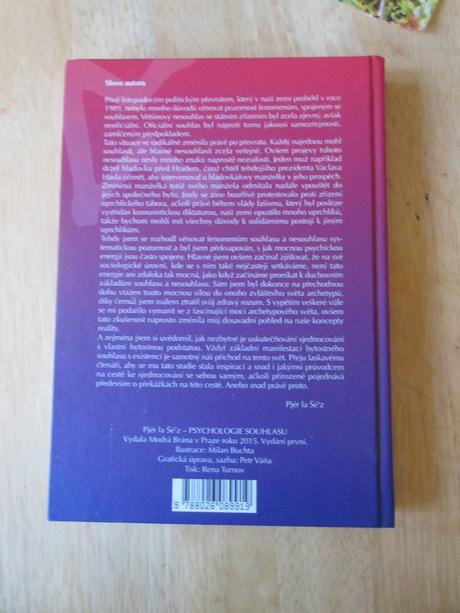 Slovo autora
Před listopadovým politickým převratem, který v naší zemi proběhl v roce
1989, nebylo mnoho důvodů věnovat pozornost fenomenům, spojeným se
souhlasem. Většinový nesouhlas se státním zřízením byl zcela zjevný, avšak
neoficiální. Oficiální souhlas byl naproti tomu jakousi samozřejmostí,
zamlčeným předpokladem.
Tato situace se radikálně změnila právě po převratu. Každý najednou mohl
souhlasit, ale hlavně nesouhlasit zcela veřejně. Ovšem projevy tohoto
nesouhlasu nesly mnoho znaků naprosté nezralosti. Jeden muž například
držel hladovku před Hradem, čímž chtěl tehdejšího prezidenta Václava
Havla přimět, aby intervenoval u hladovkářovy manželky v jeho prospěch.
Zmíněná manželka totiž svého manžela odmítala nadále vpouštět do
jejich společného bytu. Jindy se zase bouřlivě protestovalo proti zřízení
uprchlického tábora, ačkoli právě během vlády fašismu, který byl posléze
vystřídán komunistickou diktaturou, naši zemi opustilo mnoho uprchlíků,
takže bychom mohli mít všechny důvody k solidárnímu postoji k jiným
uprchlíkům.
Tehdy jsem se rozhodl věnovat fenomenům souhlasu a nesouhlasu sys-
tematickou pozornost a byl jsem překvapován, s jak mocnou psychickou
energií jsou často spojeny. Hlavně jsem ovšem začínal zjišťovat, že na své
sociologické úrovni, kde se s ním také nejčastěji setkáváme, není tato
energie ani zdaleka tak mocná, jako když začínáme pronikat k duchovním
základům souhlasu a nesouhlasu. Sám jsem byl dokonce na přechodnou
dobu vtažen touto mocnou silou do onoho zvláštního světa archetypů,
díky čemuž jsem málem ztratil svůj zdravý rozum. S vypětím veškeré vůle
se mi podařilo vymanit se z fascinující moci archetypového světa, ovšem
tato zkušenost naprosto změnila můj dosavadní pohled na naše koncepty
reality.
A zejména jsem si uvědomil, jak nezbytné je uskutečňování sjednocování
s vlastní bytostnou podstatou. Vždyť základní manifestací bytostného
souhlasu s existencí je samotný náš příchod na tento svět. Přeju laskavému
čtenáři, aby se mu tato studie stala inspirací a snad i jakýmsi průvodcem
na cestě ke sjednocování se sebou samým, ačkoli přirozeně pojednává
především o překážkách na této cestě. Anebo snad právě proto.
Pjér la Šé'z
Pjér la Šé'z – PSYCHOLOGIE SOUHLASU
Vydala Modrá Brána v Praze roku 2015. Vydání první.
Ilustrace: Milan Buchta
Grafická úprava, sazba: Petr Váňa
Tisk: Rena Turnov
9 788026 089919